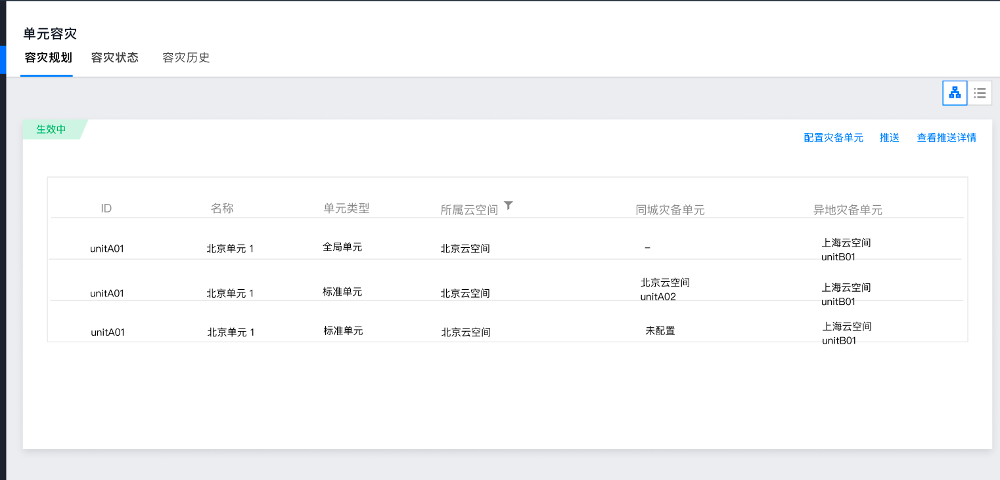 单元容灾
容灾规划 容灾状态 容灾历史
生效中
配置灾备单元 推送 查看推送详情
ID 名称 单元类型 所属云空间 同城灾备单元 异地灾备单元
unitA01 北京单元 1 全局单元 北京云空间 – 上海云空间
unitB01
unitA01 北京单元 1 标准单元 北京云空间 北京云空间 上海云空间
unitA02 unitB01
unitA01 北京单元 1 标准单元 北京云空间 未配置 上海云空间
unitB01